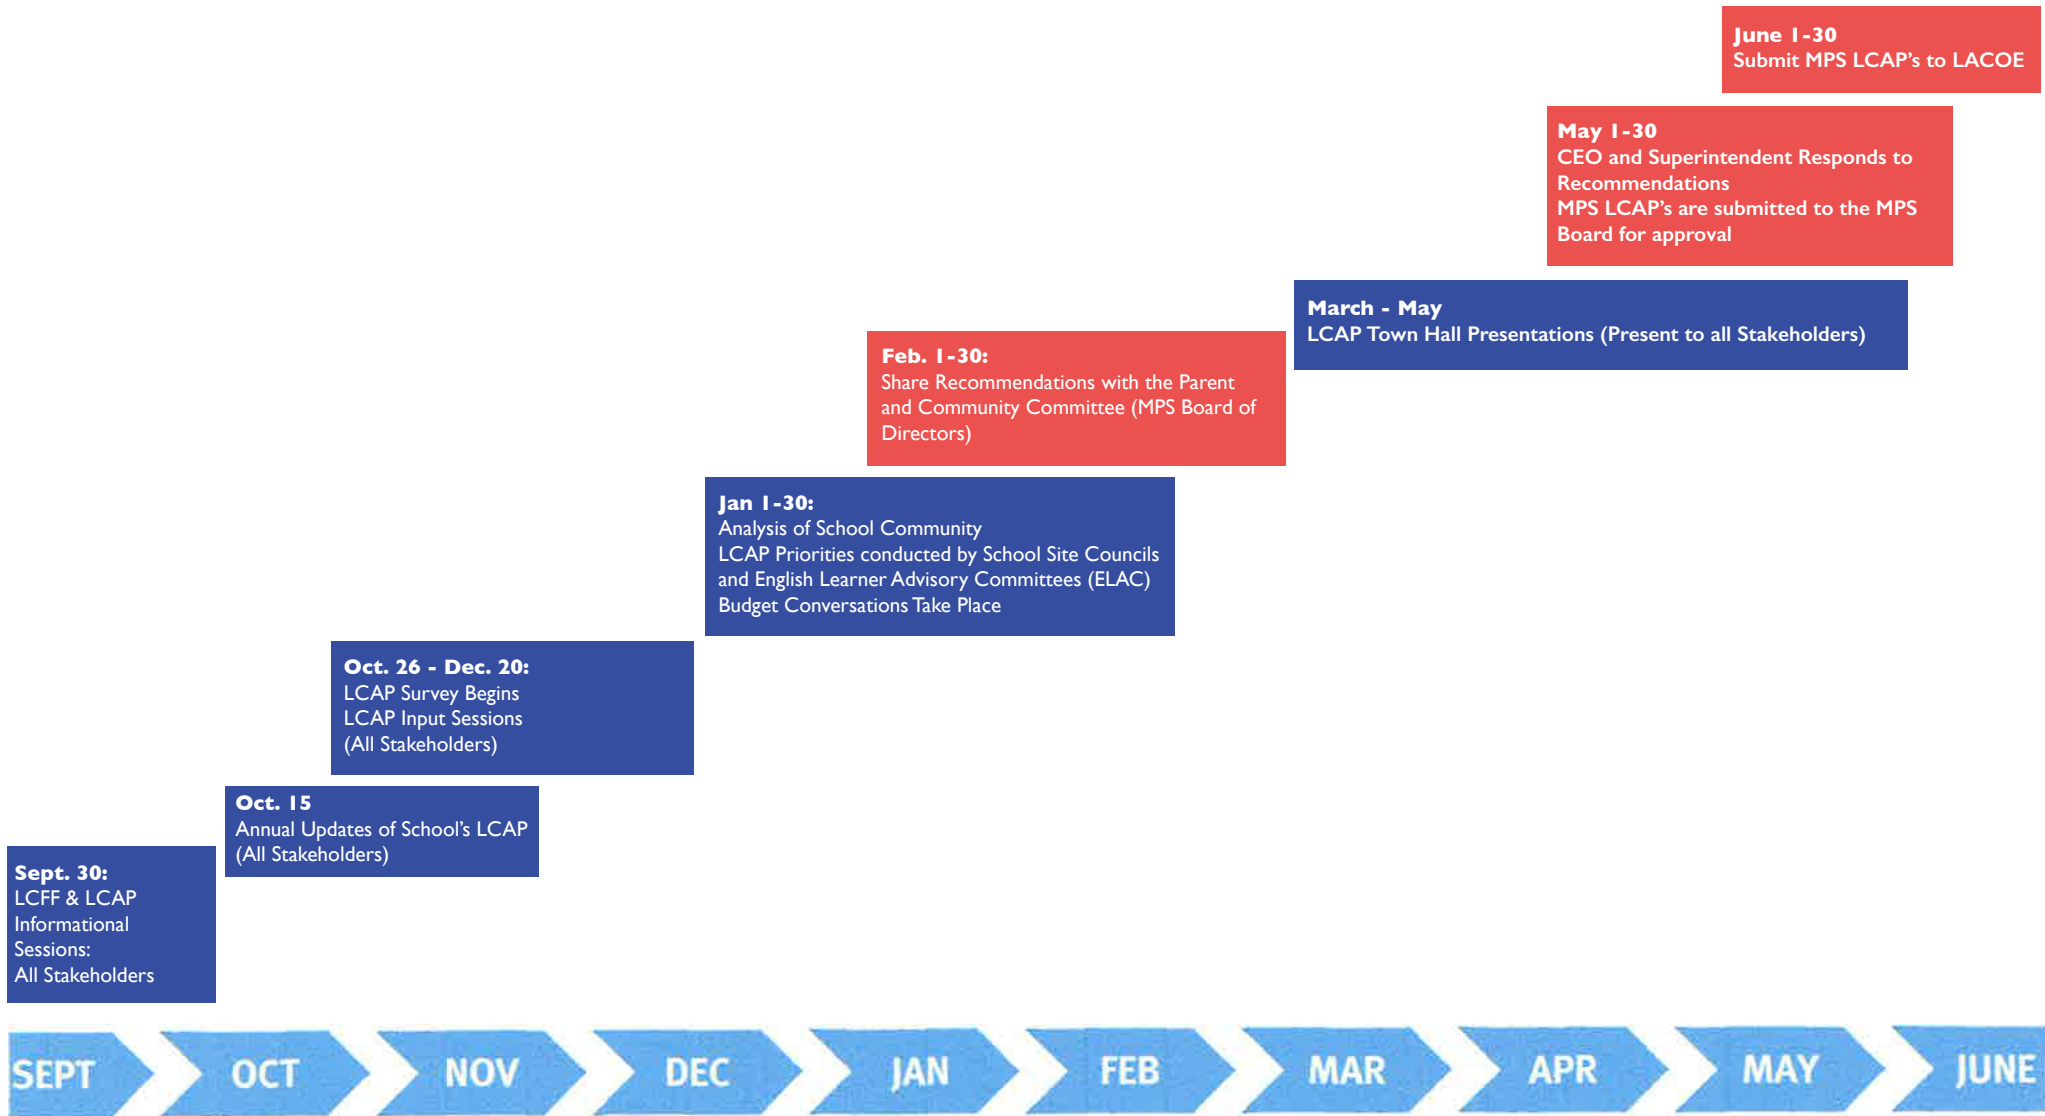 June 1-30
Submit MPS LCAP's to LACOE
May 1-30
CEO and Superintendent Responds to
Recommendations
MPS LCAP's are submitted to the MPS
Board for approval
March - May
LCAP Town Hall Presentations (Present to all Stakeholders)
Feb. 1-30:
Share Recommendations with the Parent
and Community Committee (MPS Board of
Directors)
Jan 1-30:
Analysis of School Community
LCAP Priorities conducted by School Site Councils
and English Learner Advisory Committees (ELAC)
Budget Conversations Take Place
Oct. 26 - Dec. 20:
LCAP Survey Begins
LCAP Input Sessions
(All Stakeholders)
Oct. 15
Annual Updates of School's LCAP
(All Stakeholders)
Sept. 30:
LCFF & LCAP
Informational
Sessions:
All Stakeholders
SEPT OCT NOV DEC JAN FEB MAR APR MAY JUNE